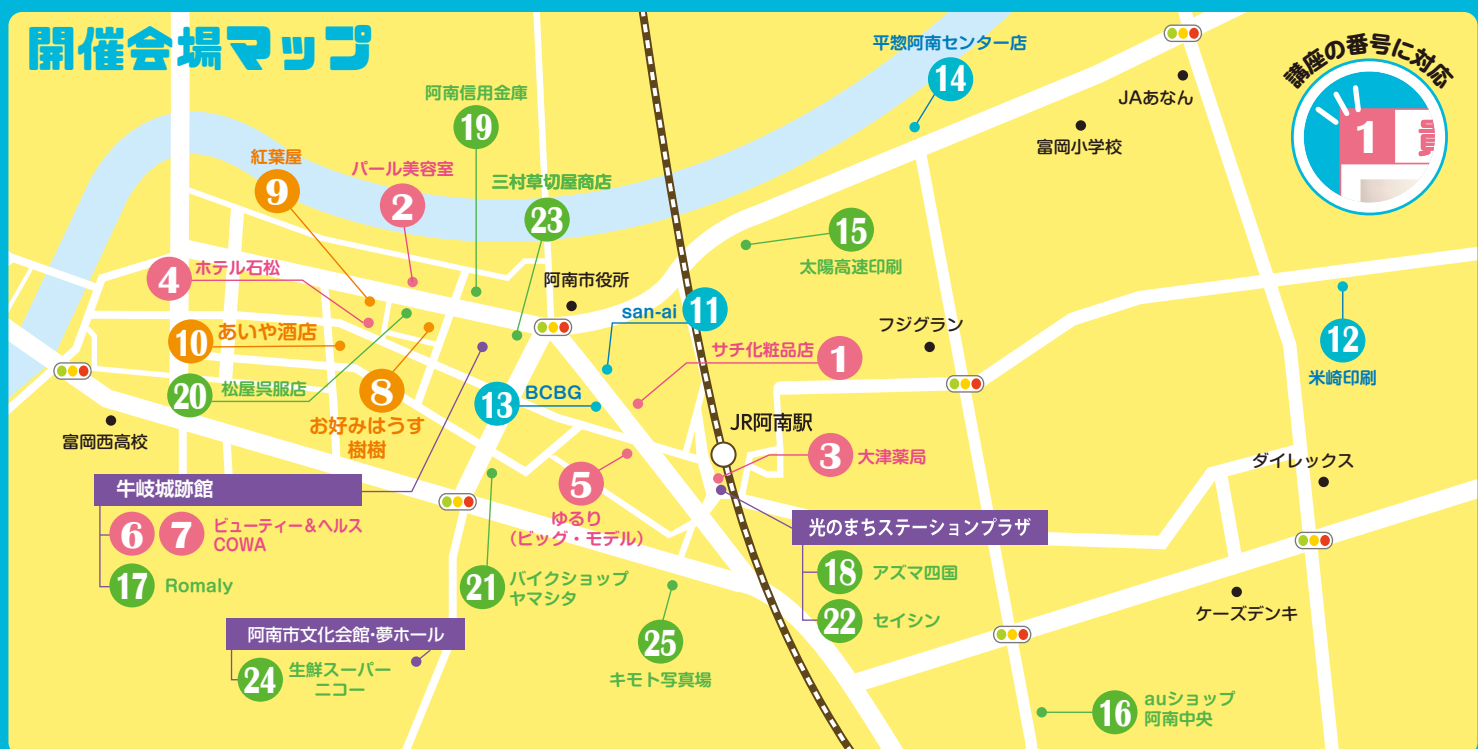 開催会場マップ
講座の番号に対応
1
平惣阿南センター店
14
JAあなん
富岡小学校
阿南信用金庫
19
紅葉屋
9
パール美容室
2
三村草切屋商店
23
15
太陽高速印刷
4
ホテル石松
阿南市役所
san-ai
11
フジグラン
12
米崎印刷
10
あいや酒店
サチ化粧品店
1
20
松屋呉服店
8
お好みはうす
樹樹
13
BCBG
JR阿南駅
富岡西高校
3
大津薬局
ダイレックス
5
ゆるり
(ビッグ・モデル)
牛岐城跡館
6
7
ビューティー&ヘルス
COWA
17
Romaly
光のまちステーションプラザ
18
アズマ四国
22
セイシン
21
バイクショップ
ヤマシタ
ケーズデンキ
阿南市文化会館・夢ホール
24
生鮮スーパー
ニコー
25
キモト写真場
16
auショップ
阿南中央